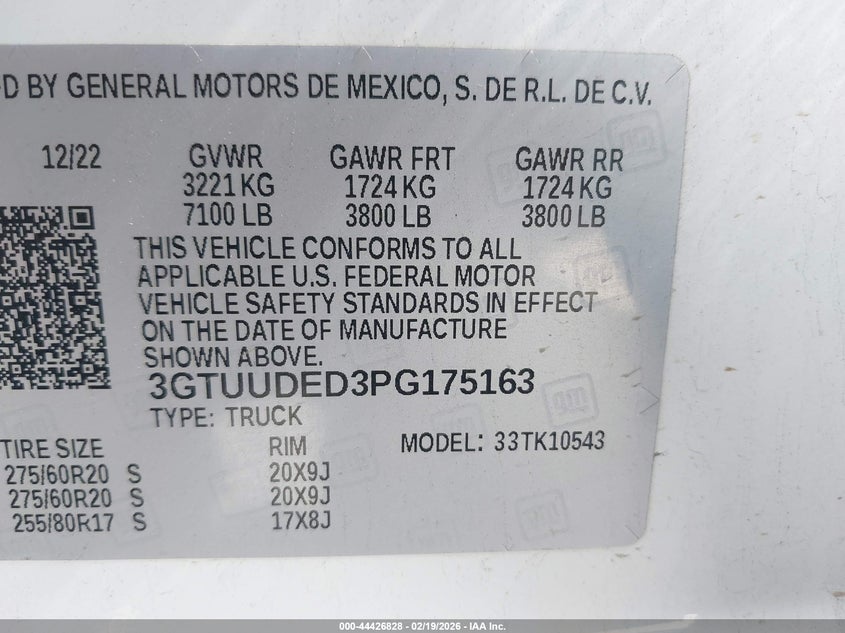 D BY GENERAL MOTORS DE MEXICO, S. DE R.L. DE C.V.
12/22 GVWR GAWR FRT GAWR RR
3221 KG 1724 KG 1724 KG
7100 LB 3800 LB 3800 LB
THIS VEHICLE CONFORMS TO ALL
APPLICABLE U.S. FEDERAL MOTOR
VEHICLE SAFETY STANDARDS IN EFFECT
ON THE DATE OF MANUFACTURE
SHOWN ABOVE.
3GTUUDED3PG175163
TYPE: TRUCK
TIRE SIZE RIM MODEL: 33TK10543
275/60R20 S 20X9J
275/60R20 S 20X9J
255/80R17 S 17X8J
gm
000-44426828 - 02/19/2026 - IAA Inc.